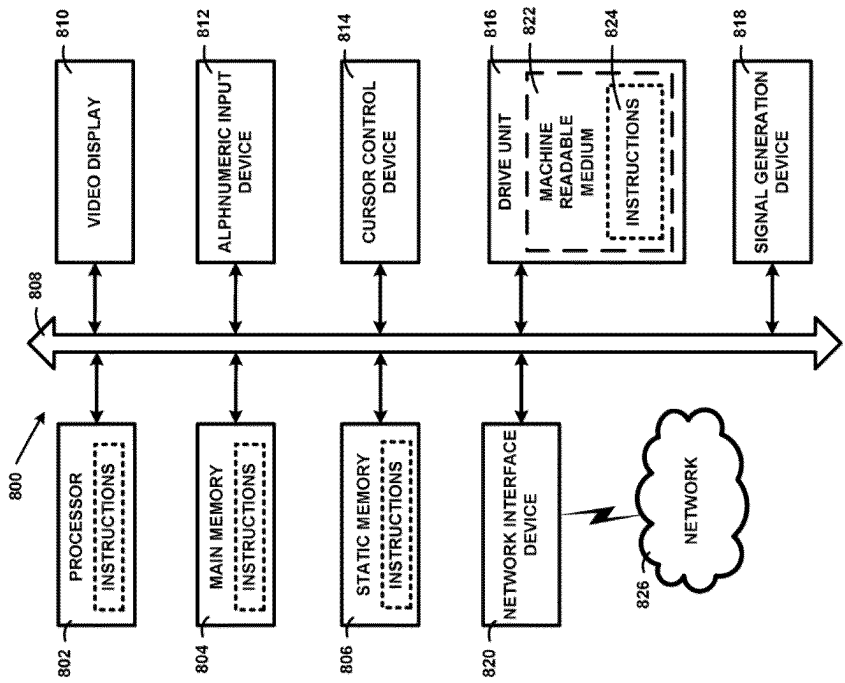 800
802
PROCESSOR
INSTRUCTIONS
804
MAIN MEMORY
INSTRUCTIONS
806
STATIC MEMORY
INSTRUCTIONS
820
NETWORK INTERFACE
DEVICE
826
NETWORK
808
810
VIDEO DISPLAY
812
ALPHNUMERIC INPUT
DEVICE
814
CURSOR CONTROL
DEVICE
816
DRIVE UNIT
822
MACHINE
READABLE
MEDIUM
824
INSTRUCTIONS
818
SIGNAL GENERATION
DEVICE